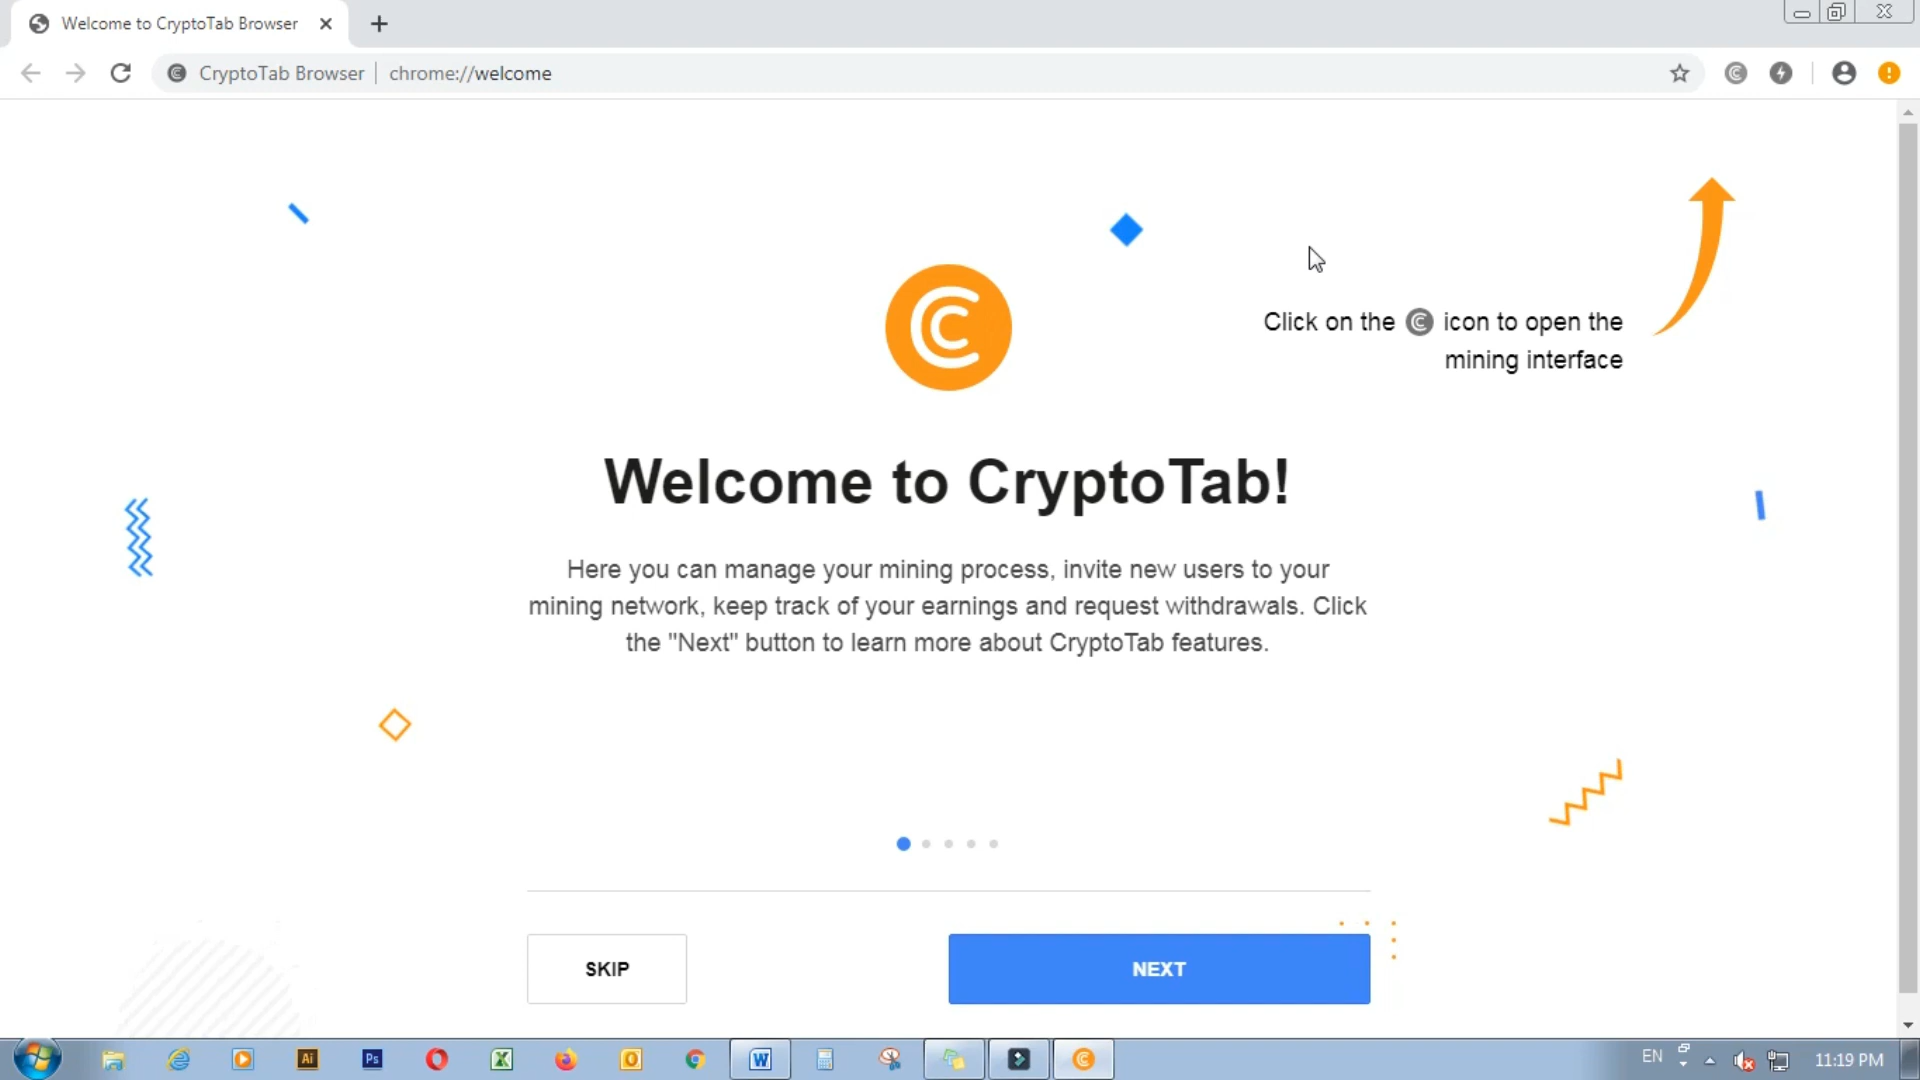 Welcome to CryptoTab Browser
CryptoTab Browser | chrome://welcome
Click on the icon to open the
mining interface
Welcome to CryptoTab!
Here you can manage your mining process, invite new users to your
mining network, keep track of your earnings and request withdrawals. Click
the "Next" button to learn more about CryptoTab features.
SKIP
NEXT
Ai
Ps
EN
11:19 PM